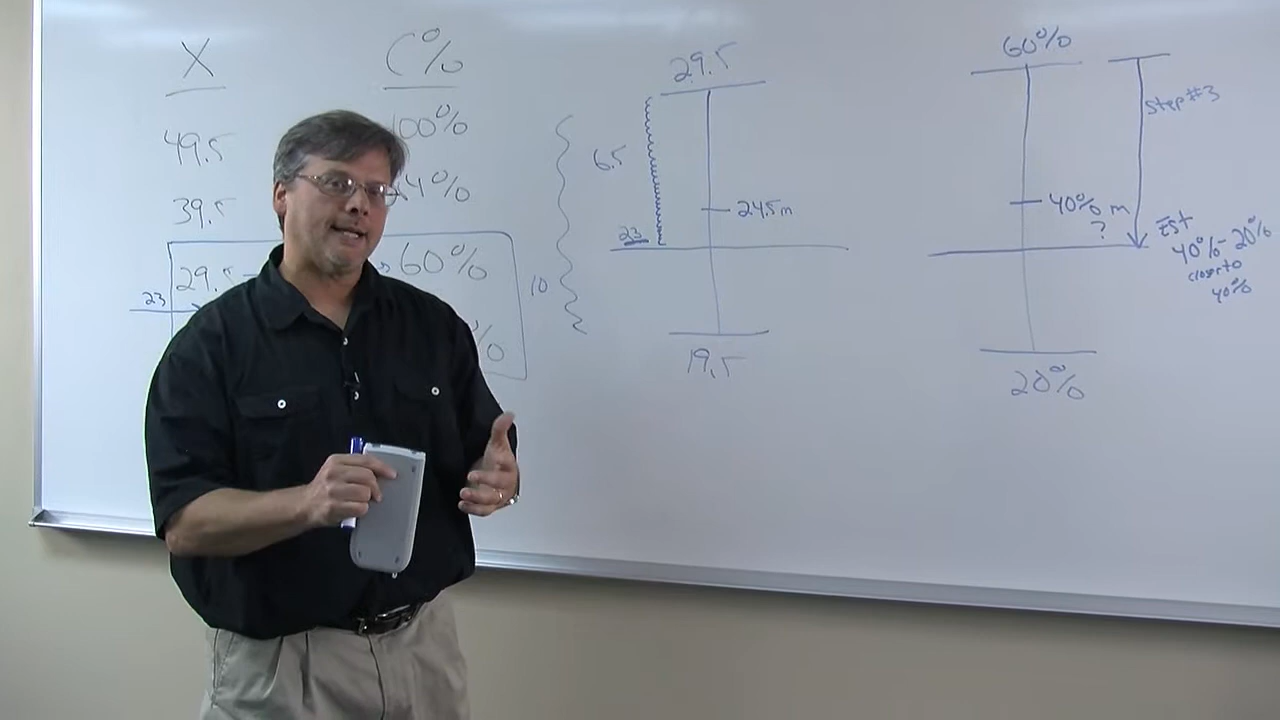 X C%
49.5 100%
39.5 4%
29.5 60%
23
%
10
29.5
6.5
24.5 m
23
19.5
60%
Step #3
40% m
?
Est
40%-20%
closer to
40%
20%